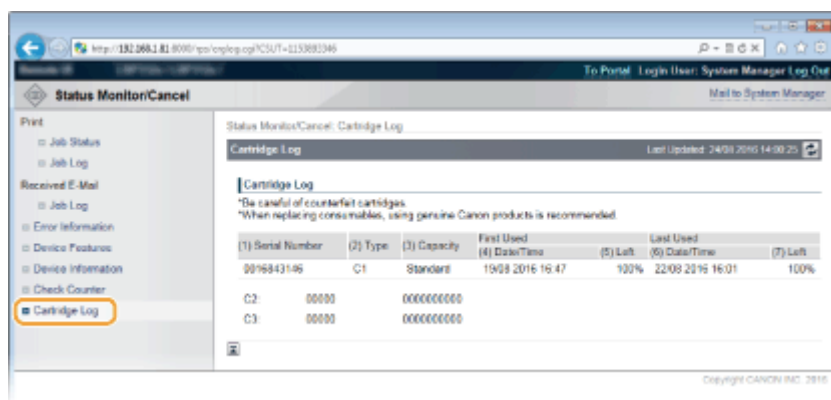 http://192.168.1.81:8000/rps/crglog.cgi?CSUT=1153893346
To Portal Login User: System Manager Log Out
Status Monitor/Cancel
Mail to System Manager
Print
Job Status
Job Log
Received E-Mail
Job Log
Error Information
Device Features
Device Information
Check Counter
Cartridge Log
Status Monitor/Cancel: Cartridge Log
Cartridge Log
Last Updated: 24/08 2016 14:00:25
Cartridge Log
*Be careful of counterfeit cartridges.
*When replacing consumables, using genuine Canon products is recommended.
First Used Last Used
(1) Serial Number (2) Type (3) Capacity (4) Date/Time (5) Left (6) Date/Time (7) Left
0016843146 C1 Standard 19/08 2016 16:47 100% 22/08 2016 16:01 100%
C2: 00000 0000000000
C3: 00000 0000000000
Copyright CANON INC. 2016